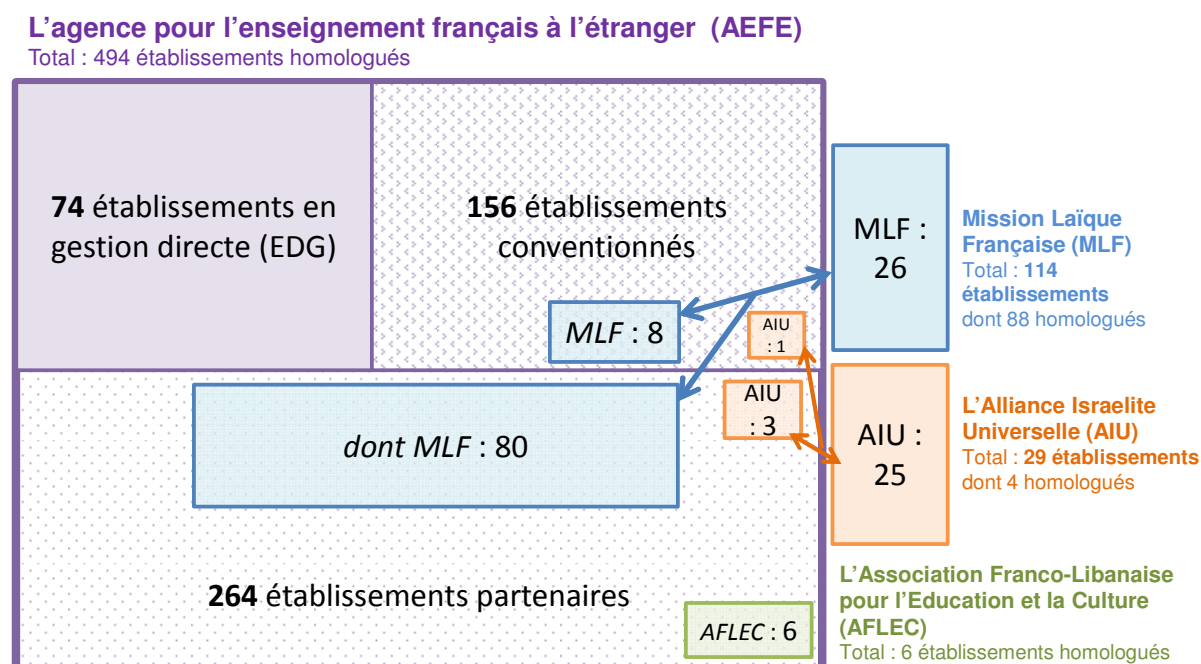 L’agence pour l’enseignement français à l’étranger (AEFE)
Total : 494 établissements homologués
74 établissements en
gestion directe (EDG)
156 établissements
conventionnés
MLF : 8
AIU
: 1
MLF :
26
Mission Laïque
Française (MLF)
Total : 114
établissements
dont 88 homologués
dont MLF : 80
AIU
: 3
AIU :
25
L’Alliance Israelite
Universelle (AIU)
Total : 29 établissements
dont 4 homologués
264 établissements partenaires
AFLEC : 6
L’Association Franco-Libanaise
pour l’Education et la Culture
(AFLEC)
Total : 6 établissements homologués